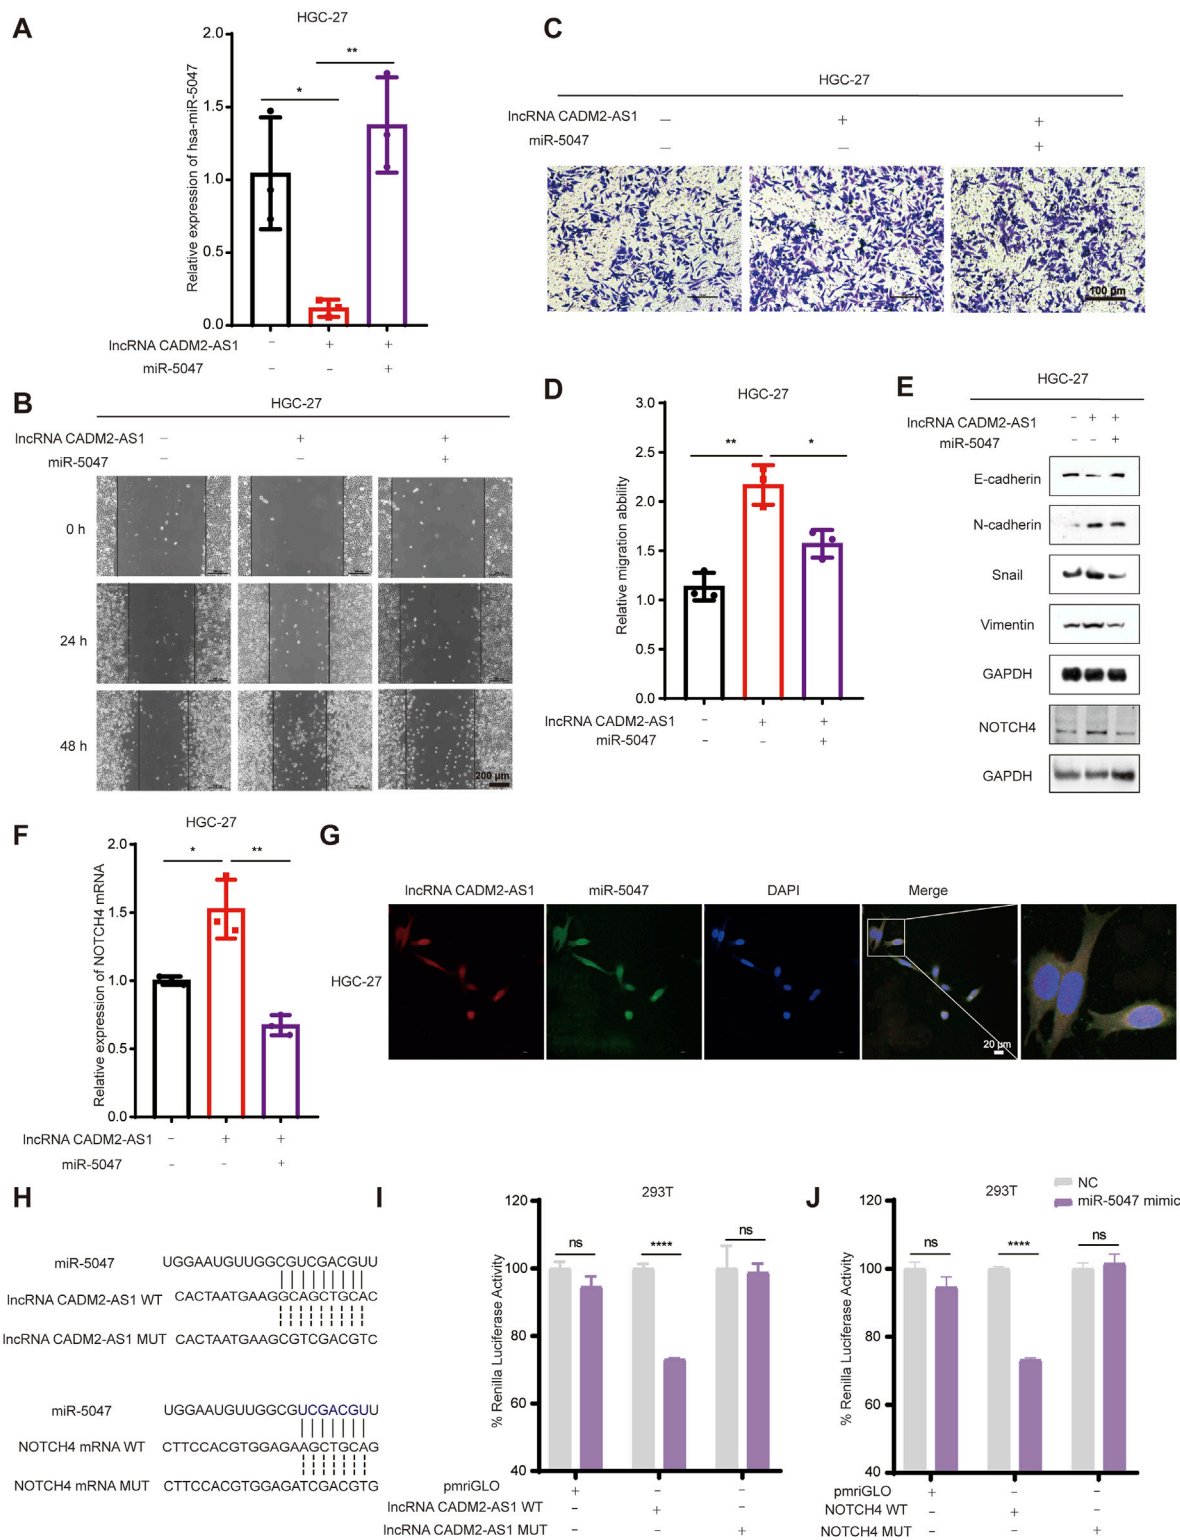 A
HGC-27
Relative expression of hsa-miR-5047
2.0
1.5
1.0
0.5
0.0
*
**
lncRNA CADM2-AS1 - + +
miR-5047 - - +
B
HGC-27
lncRNA CADM2-AS1 - + +
miR-5047 - - +
0 h
24 h
48 h
200 μm
C
HGC-27
lncRNA CADM2-AS1 - + +
miR-5047 - - +
100 μm
D
HGC-27
Relative migration abbility
3.0
2.5
2.0
1.5
1.0
0.5
0.0
**
*
lncRNA CADM2-AS1 - + +
miR-5047 - - +
E
HGC-27
lncRNA CADM2-AS1 - + +
miR-5047 - - +
E-cadherin
N-cadherin
Snail
Vimentin
GAPDH
NOTCH4
GAPDH
F
HGC-27
Relative expression of NOTCH4 mRNA
2.0
1.5
1.0
0.5
0.0
*
**
lncRNA CADM2-AS1 - + +
miR-5047 - - +
G
lncRNA CADM2-AS1 miR-5047 DAPI Merge
HGC-27
20 μm
H
miR-5047 UGGAAUGUUGGCGUCGACGUU
lncRNA CADM2-AS1 WT CACTAATGAAGGCAGCTGCAC
lncRNA CADM2-AS1 MUT CACTAATGAAGCGTCGACGTC
miR-5047 UGGAAUGUUGGCGUCGACGUU
NOTCH4 mRNA WT CTTCCACGTGGAGAAGCTGCAG
NOTCH4 mRNA MUT CTTCCACGTGGAGATCGACGTG
I
293T
% Renilla Luciferase Activity
120
100
80
60
40
ns
****
ns
pmriGLO + - -
lncRNA CADM2-AS1 WT - + -
lncRNA CADM2-AS1 MUT - - +
J
293T
NC
miR-5047 mimic
% Renilla Luciferase Activity
120
100
80
60
40
ns
****
ns
pmriGLO + - -
NOTCH4 WT - + -
NOTCH4 MUT - - +